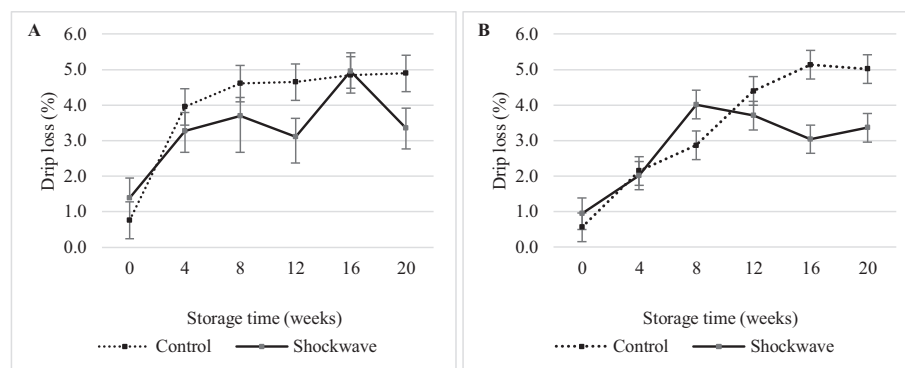 A
6.0
5.0
4.0
3.0
2.0
1.0
0.0
Drip loss (%)
0 4 8 12 16 20
Storage time (weeks)
Control Shockwave
B
6.0
5.0
4.0
3.0
2.0
1.0
0.0
Drip loss (%)
0 4 8 12 16 20
Storage time (weeks)
Control Shockwave